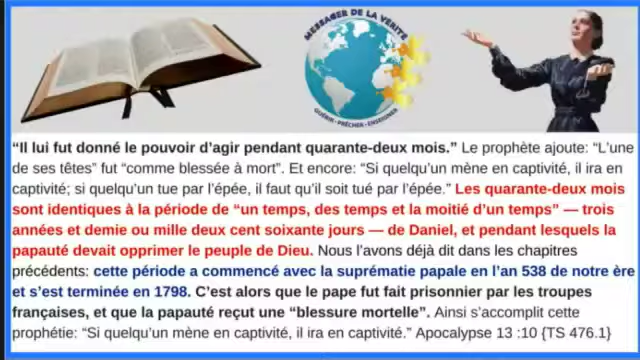 MESSAGER DE LA VÉRITÉ
GUÉRIR-PRÊCHER-ENSEIGNER
“Il lui fut donné le pouvoir d’agir pendant quarante-deux mois.” Le prophète ajoute: “L’une
de ses têtes” fut “comme blessée à mort”. Et encore: “Si quelqu’un mène en captivité, il ira en
captivité; si quelqu’un tue par l’épée, il faut qu’il soit tué par l’épée.” Les quarante-deux mois
sont identiques à la période de “un temps, des temps et la moitié d’un temps” — trois
années et demie ou mille deux cent soixante jours — de Daniel, et pendant lesquels la
papauté devait opprimer le peuple de Dieu. Nous l’avons déjà dit dans les chapitres
précédents: cette période a commencé avec la suprématie papale en l’an 538 de notre ère
et s’est terminée en 1798. C’est alors que le pape fut fait prisonnier par les troupes
françaises, et que la papauté reçut une “blessure mortelle”. Ainsi s’accomplit cette
prophétie: “Si quelqu’un mène en captivité, il ira en captivité.” Apocalypse 13 :10 {TS 476.1}